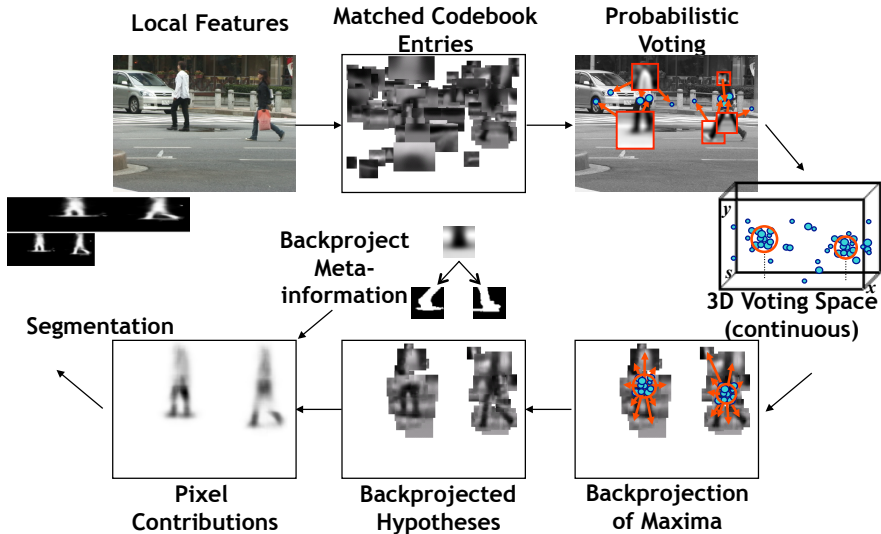 Local Features
Matched Codebook
Entries
Probabilistic
Voting
y
s
x
3D Voting Space
(continuous)
Backproject
Meta-
information
Segmentation
Pixel
Contributions
Backprojected
Hypotheses
Backprojection
of Maxima